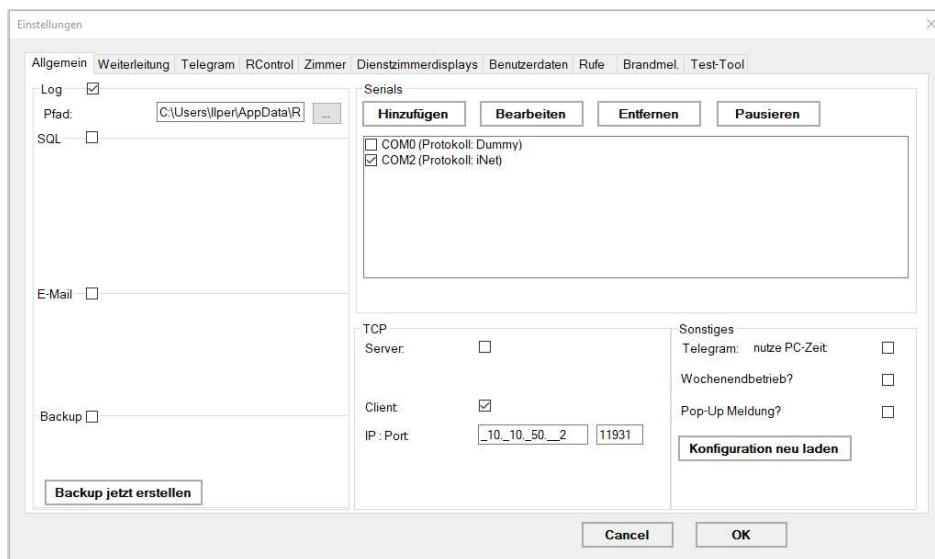 Einstellungen
Allgemein Weiterleitung Telegram RControl Zimmer Dienstzimmerdisplays Benutzerdaten Rufe Brandmel. Test-Tool
Log
Pfad: C:\Users\Ilper\AppData\R ...
SQL
E-Mail
Backup
Backup jetzt erstellen
Serials
Hinzufügen Bearbeiten Entfernen Pausieren
COM0 (Protokoll: Dummy)
COM2 (Protokoll: iNet)
TCP
Server:
Client:
IP : Port: _10._10._50.__2 11931
Sonstiges
Telegram: nutze PC-Zeit:
Wochenendbetrieb?
Pop-Up Meldung?
Konfiguration neu laden
Cancel OK